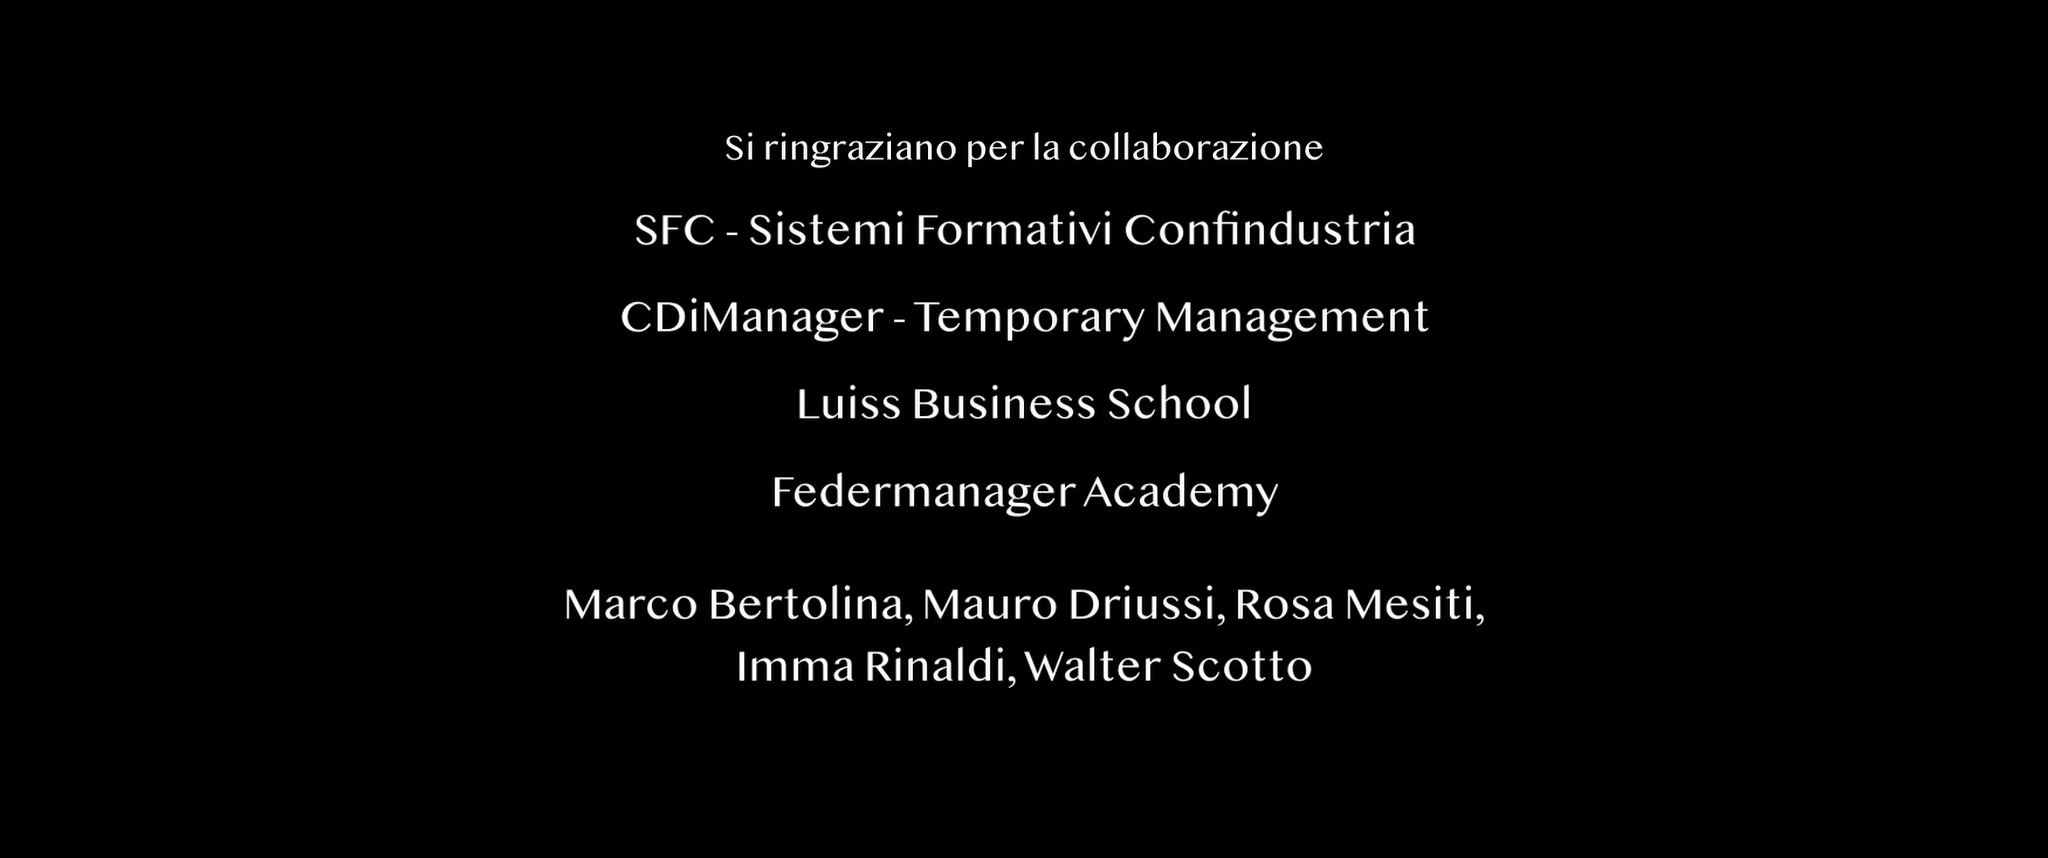 Si ringraziano per la collaborazione
SFC - Sistemi Formativi Confindustria
CDiManager - Temporary Management
Luiss Business School
Federmanager Academy
Marco Bertolina, Mauro Driussi, Rosa Mesiti,
Imma Rinaldi, Walter Scotto